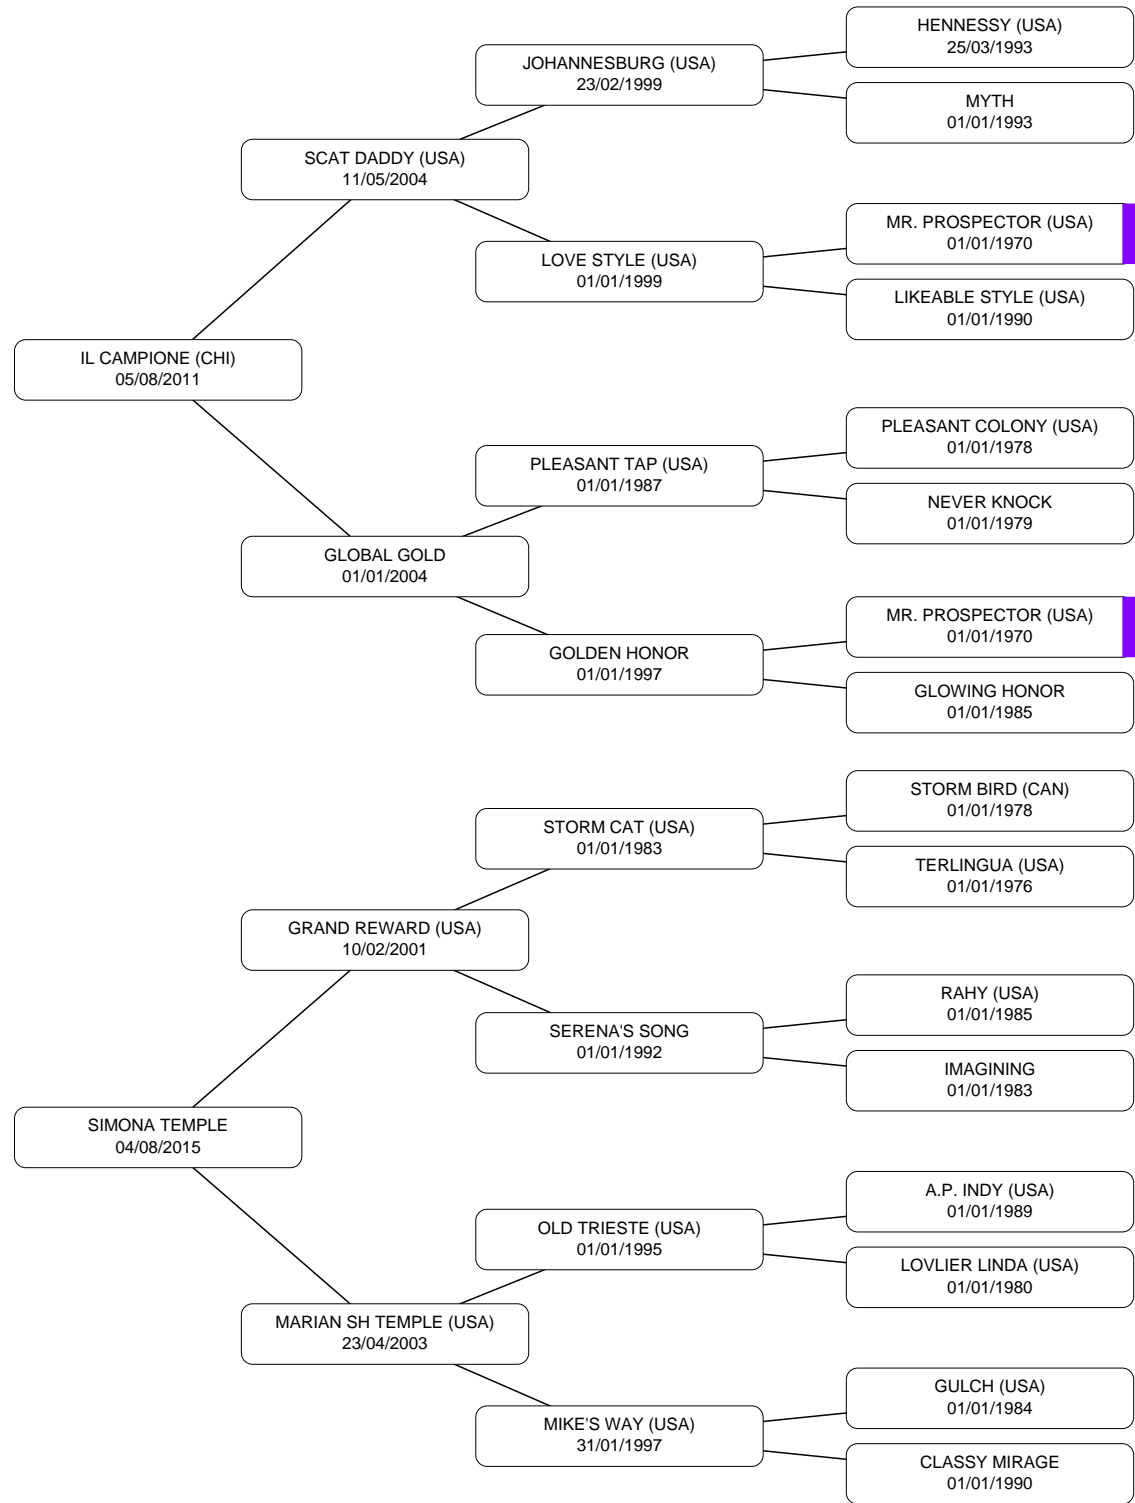 HENNESSY (USA)
25/03/1993
JOHANNESBURG (USA)
23/02/1999
MYTH
01/01/1993
SCAT DADDY (USA)
11/05/2004
MR. PROSPECTOR (USA)
01/01/1970
LOVE STYLE (USA)
01/01/1999
LIKEABLE STYLE (USA)
01/01/1990
IL CAMPIONE (CHI)
05/08/2011
PLEASANT COLONY (USA)
01/01/1978
PLEASANT TAP (USA)
01/01/1987
NEVER KNOCK
01/01/1979
GLOBAL GOLD
01/01/2004
MR. PROSPECTOR (USA)
01/01/1970
GOLDEN HONOR
01/01/1997
GLOWING HONOR
01/01/1985
STORM BIRD (CAN)
01/01/1978
STORM CAT (USA)
01/01/1983
TERLINGUA (USA)
01/01/1976
GRAND REWARD (USA)
10/02/2001
RAHY (USA)
01/01/1985
SERENA'S SONG
01/01/1992
IMAGINING
01/01/1983
SIMONA TEMPLE
04/08/2015
A.P. INDY (USA)
01/01/1989
OLD TRIESTE (USA)
01/01/1995
LOVLIER LINDA (USA)
01/01/1980
MARIAN SH TEMPLE (USA)
23/04/2003
GULCH (USA)
01/01/1984
MIKE'S WAY (USA)
31/01/1997
CLASSY MIRAGE
01/01/1990